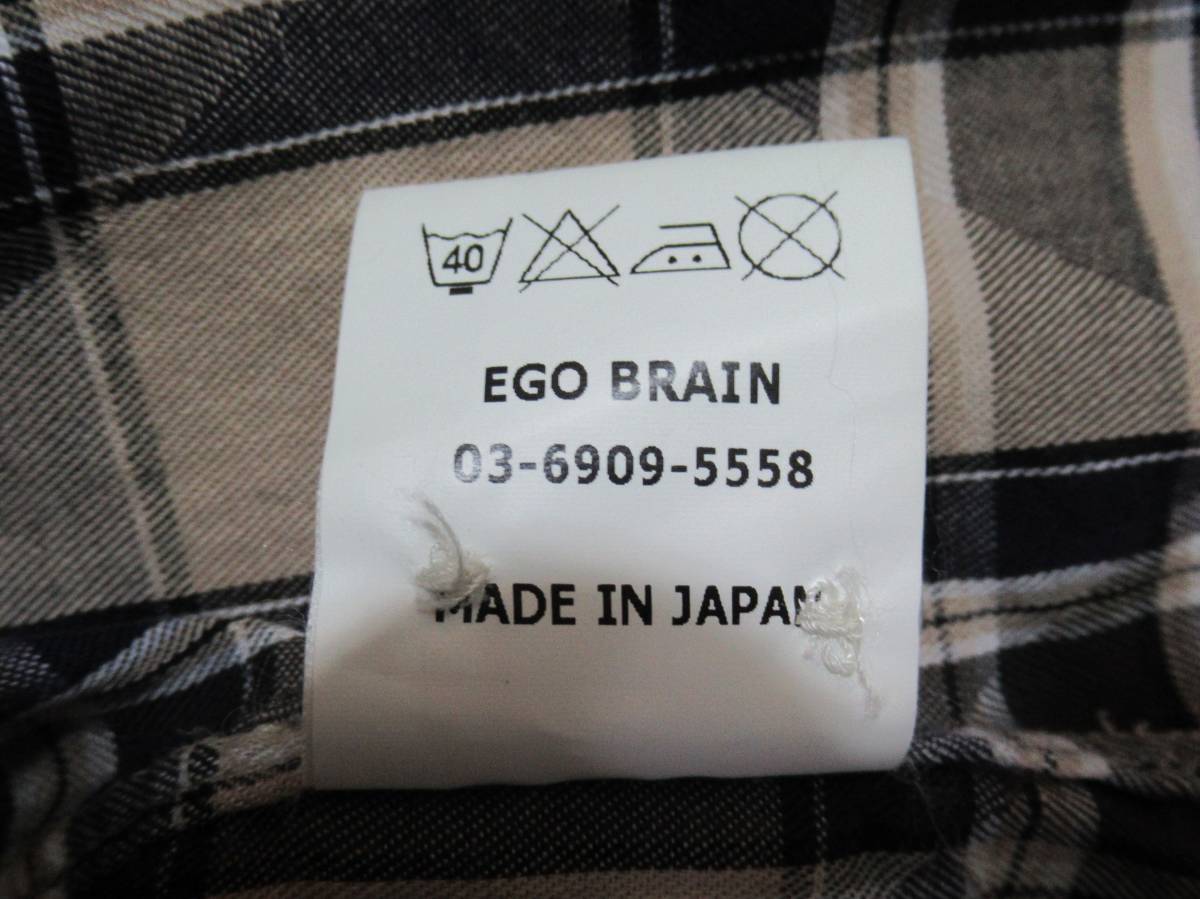 40
EGO BRAIN
03-6909-5558
MADE IN JAPAN